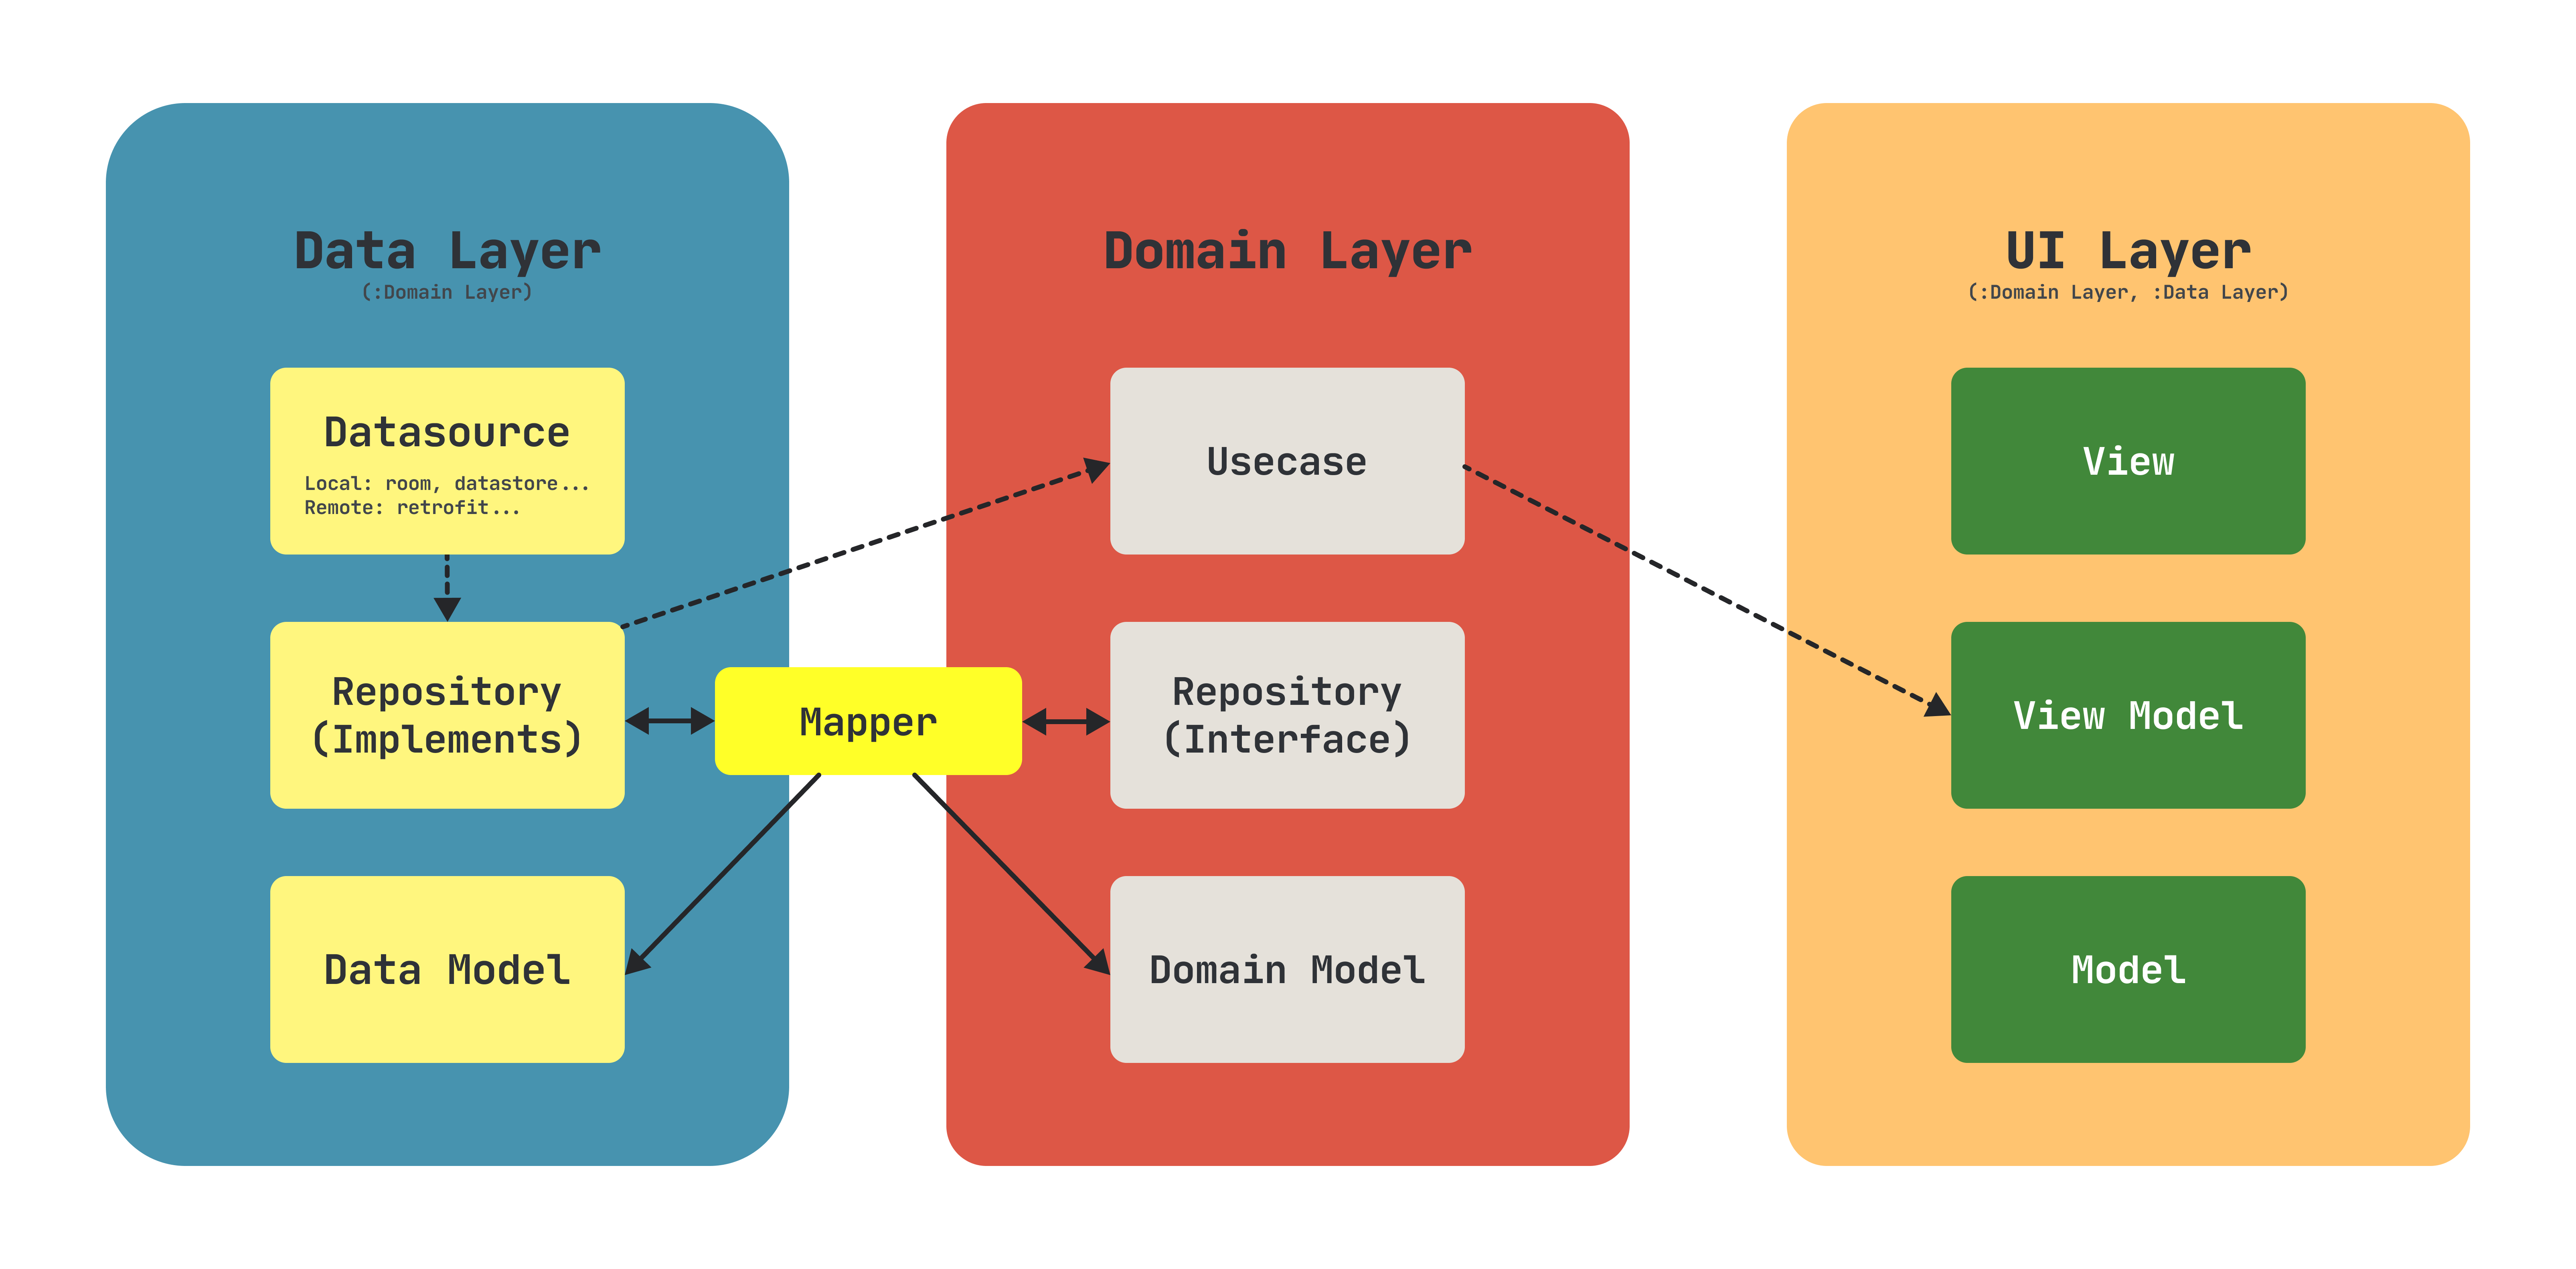 Data Layer
(:Domain Layer)
Datasource
Local: room, datastore...
Remote: retrofit...
Repository
(Implements)
Data Model
Mapper
Domain Layer
Usecase
Repository
(Interface)
Domain Model
UI Layer
(:Domain Layer, :Data Layer)
View
View Model
Model